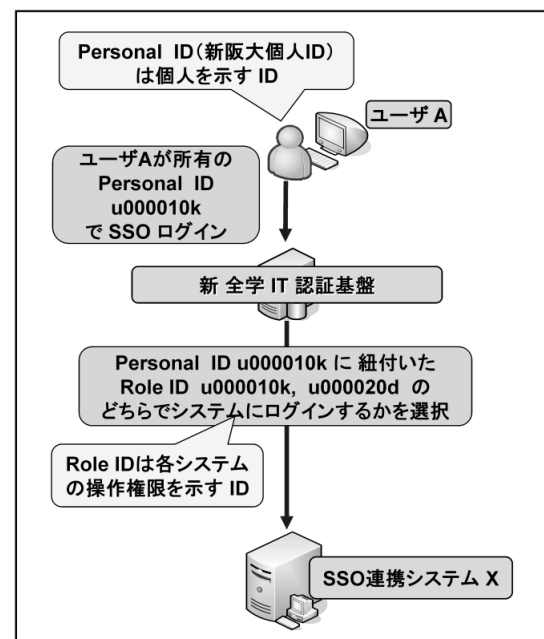 Personal ID(新阪大個人ID)
は個人を示す ID
ユーザ A
ユーザAが所有の
Personal ID
u000010k
で SSO ログイン
新 全学 IT 認証基盤
Personal ID u000010k に 紐付いた
Role ID u000010k, u000020d の
どちらでシステムにログインするかを選択
Role IDは各システム
の操作権限を示す ID
SSO連携システム X